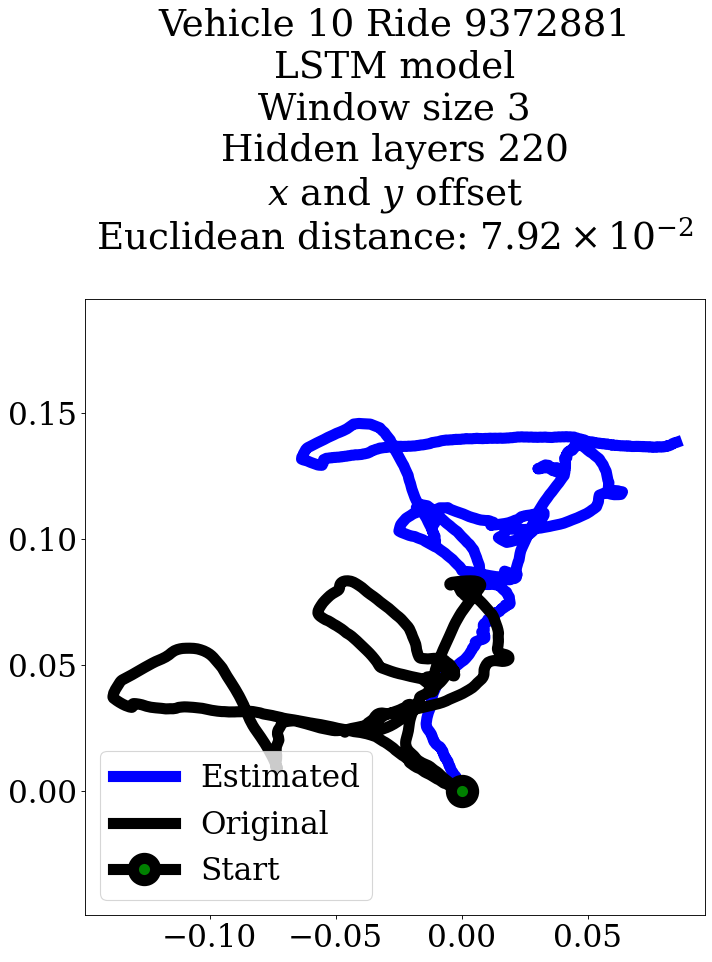 Vehicle 10 Ride 9372881
LSTM model
Window size 3
Hidden layers 220
x and y offset
Euclidean distance: 7.92 × 10⁻²
0.15
0.10
0.05
0.00
Estimated
Original
Start
−0.10 −0.05 0.00 0.05